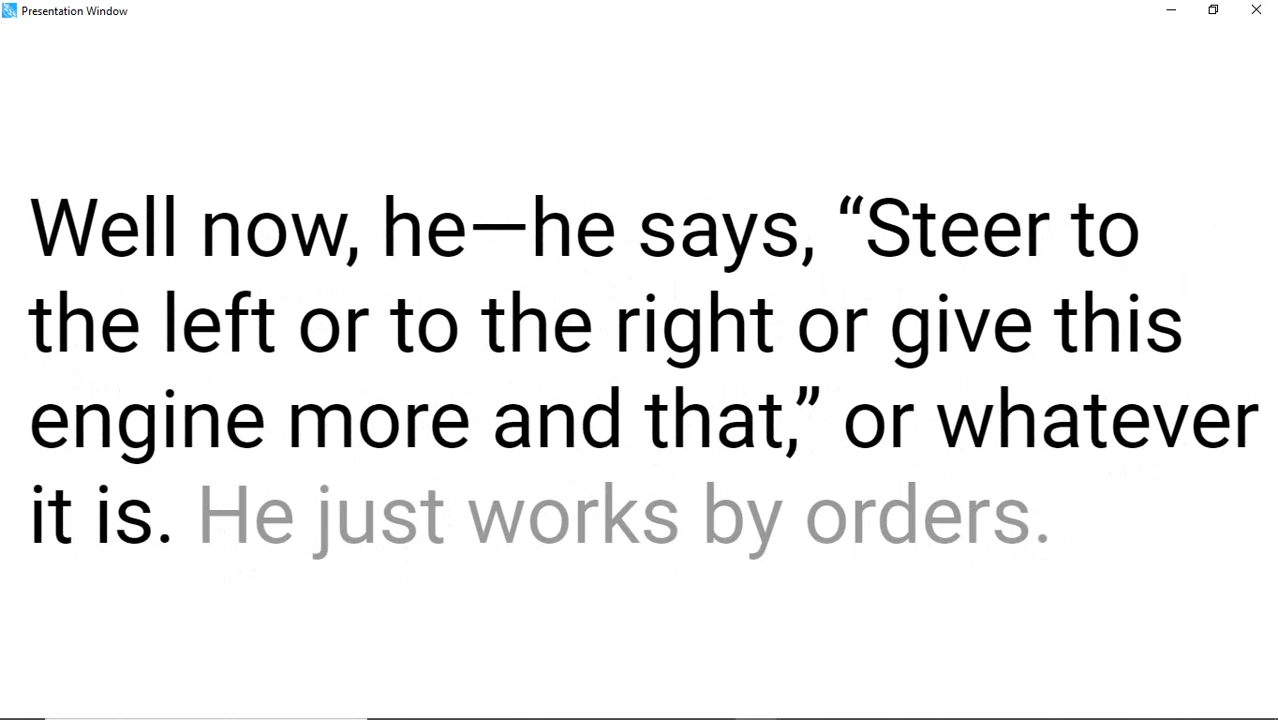 Presentation Window
Well now, he—he says, “Steer to
the left or to the right or give this
engine more and that,” or whatever
it is. He just works by orders.